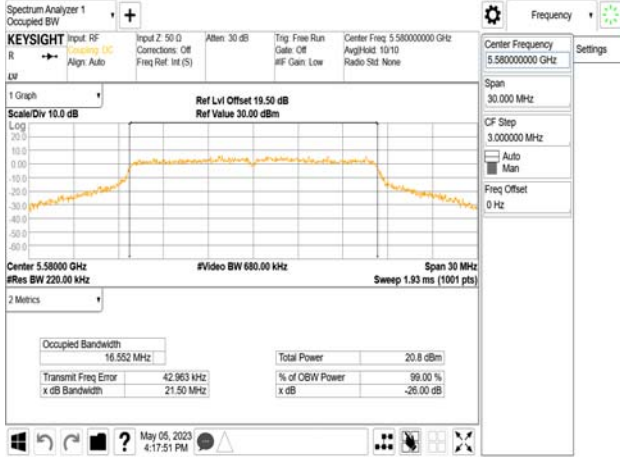 Spectrum Analyzer 1
Occupied BW
+
KEYSIGHT
R
Input: RF
Coupling: DC
Align: Auto
Input Z: 50 Ω
Corrections: Off
Freq Ref: Int (S)
Atten: 30 dB
Trig: Free Run
Gate: Off
#IF Gain: Low
Center Freq: 5.580000000 GHz
Avg|Hold: 10/10
Radio Std: None
1 Graph
Scale/Div 10.0 dB
Ref Lvl Offset 19.50 dB
Ref Value 30.00 dBm
Log
20.0
10.0
0.00
-10.0
-20.0
-30.0
-40.0
-50.0
-60.0
Center 5.58000 GHz
#Video BW 680.00 kHz
Span 30 MHz
#Res BW 220.00 kHz
Sweep 1.93 ms (1001 pts)
2 Metrics
Occupied Bandwidth
16.552 MHz
Total Power
20.8 dBm
Transmit Freq Error
42.963 kHz
% of OBW Power
99.00 %
x dB Bandwidth
21.50 MHz
x dB
-26.00 dB
?
May 05, 2023
4:17:51 PM
Frequency
Center Frequency
5.580000000 GHz
Settings
Span
30.000 MHz
CF Step
3.000000 MHz
Auto
Man
Freq Offset
0 Hz